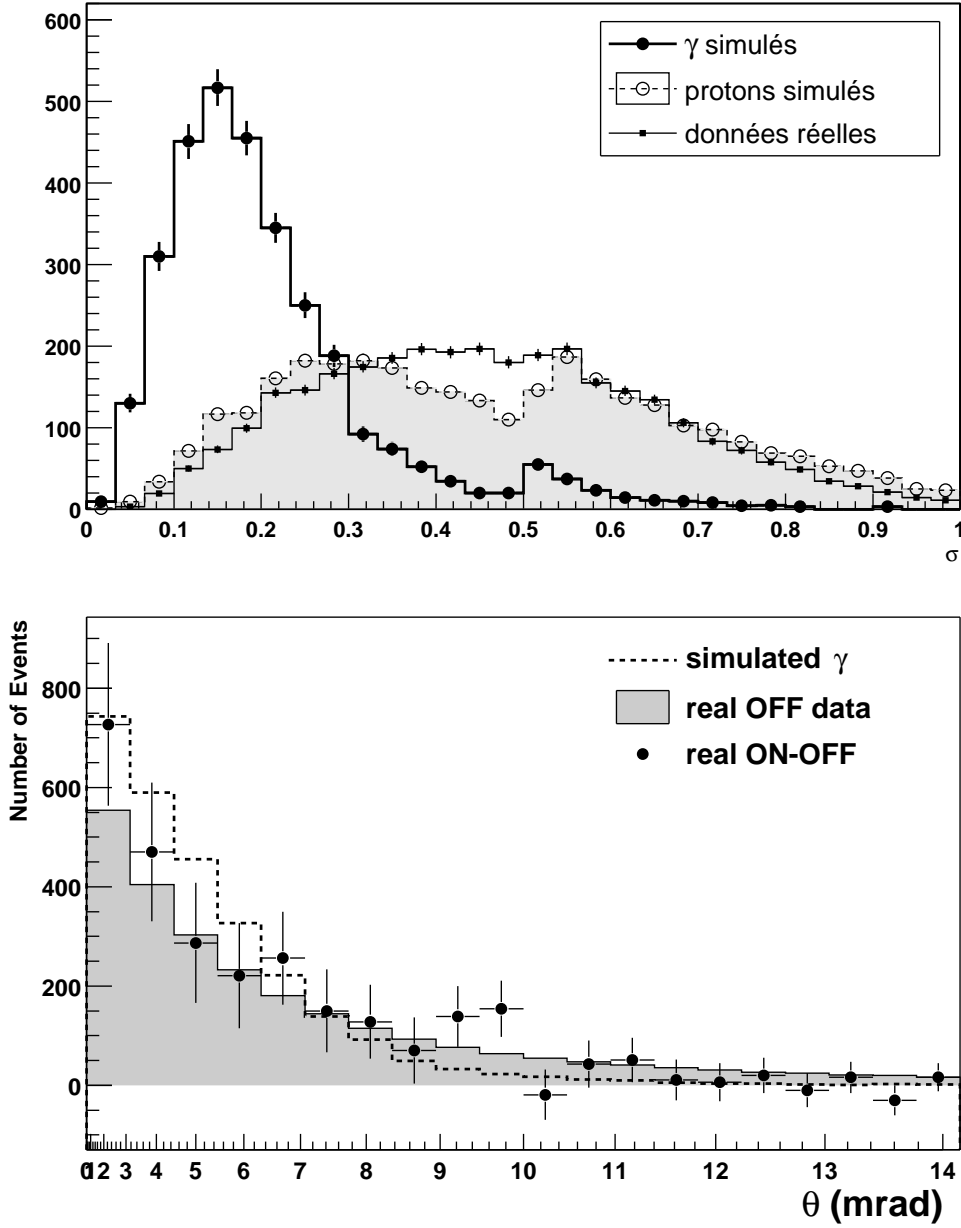 600
500
400
300
200
100
0
γ simulés
protons simulés
données réelles
0 0.1 0.2 0.3 0.4 0.5 0.6 0.7 0.8 0.9 1
σ
Number of Events
800
600
400
200
0
simulated γ
real OFF data
real ON-OFF
0 1 2 3 4 5 6 7 8 9 10 11 12 13 14
θ (mrad)